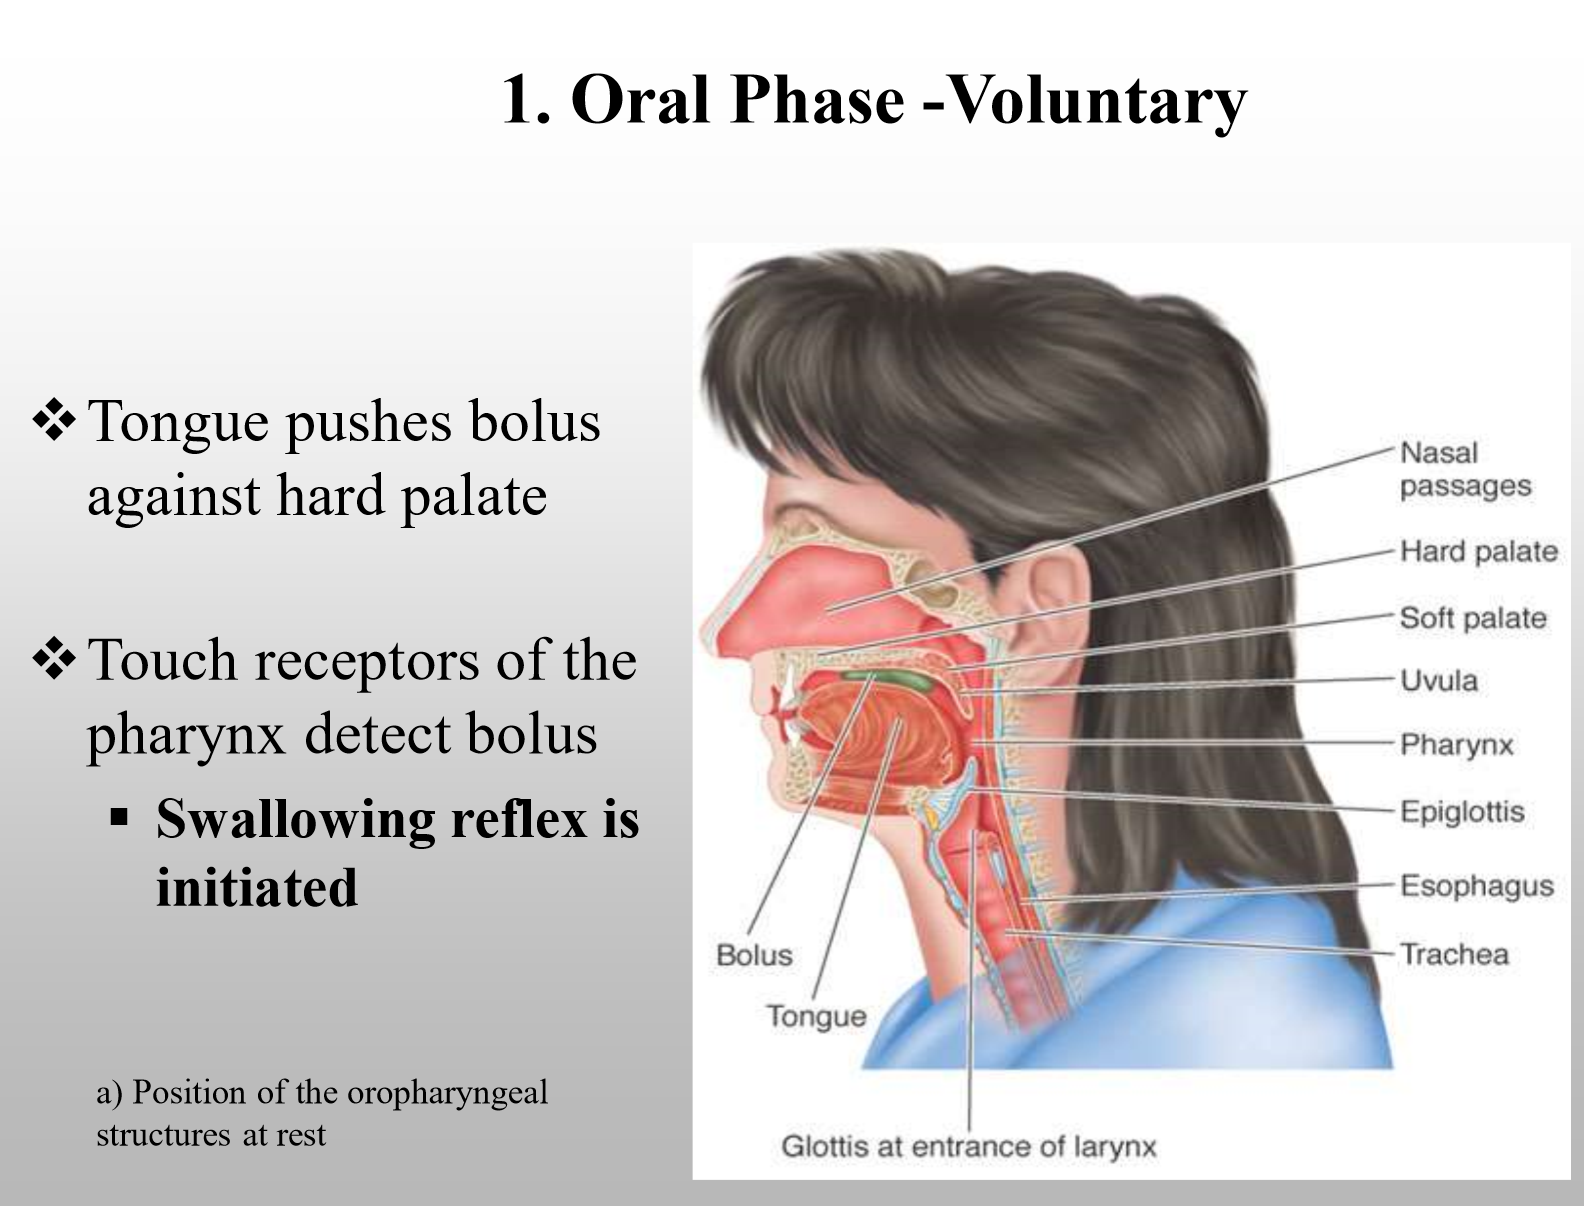 1. Oral Phase -Voluntary
❖ Tongue pushes bolus
against hard palate
❖ Touch receptors of the
pharynx detect bolus
▪ Swallowing reflex is
initiated
a) Position of the oropharyngeal
structures at rest
Nasal
passages
Hard palate
Soft palate
Uvula
Pharynx
Epiglottis
Esophagus
Trachea
Bolus
Tongue
Glottis at entrance of larynx